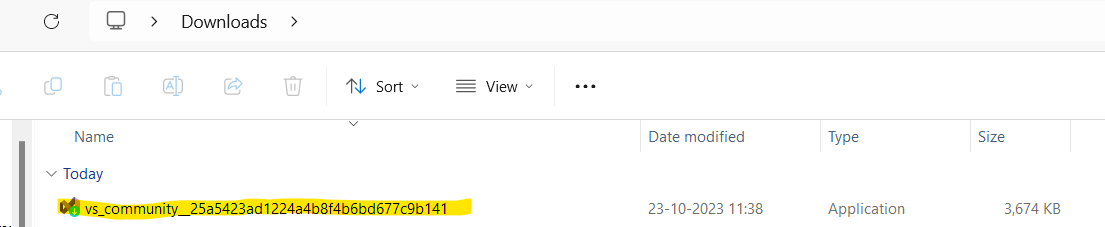 Downloads
Sort
View
Name Date modified Type Size
Today
vs_community__25a5423ad1224a4b8f4b6bd677c9b141 23-10-2023 11:38 Application 3,674 KB